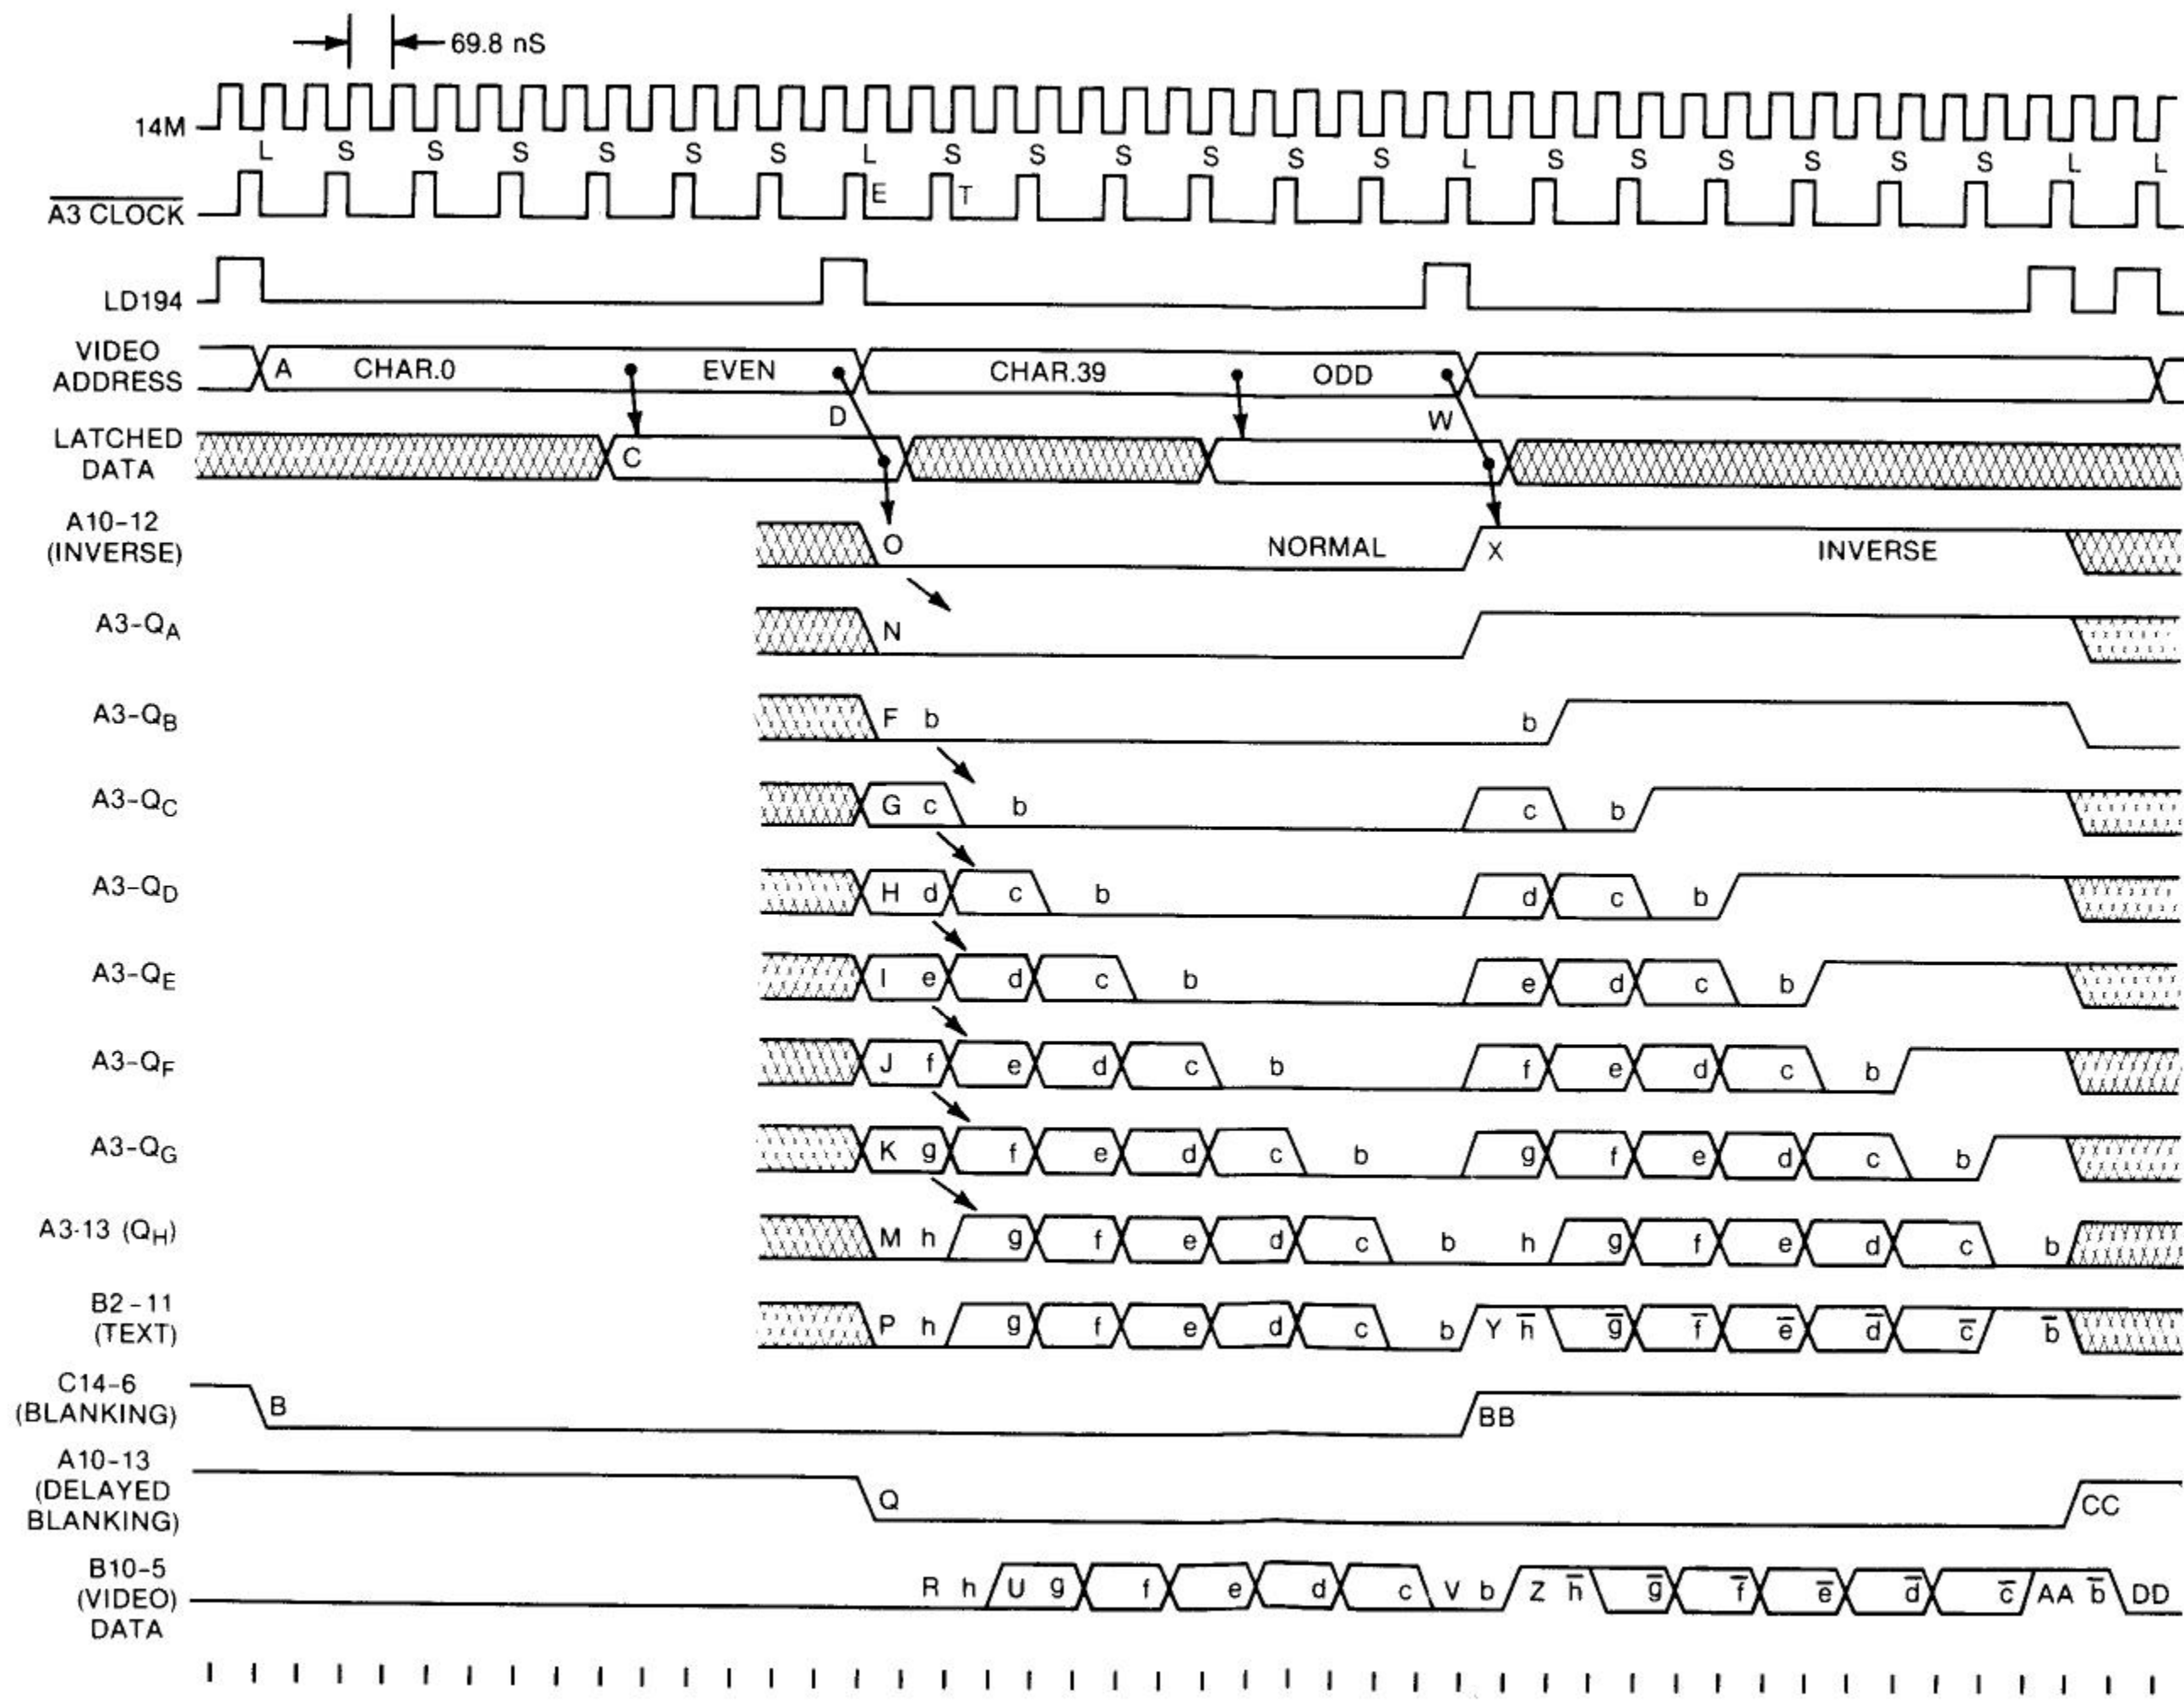 69.8 nS
14M
L S S S S S S L S S S S S S L S S S S S S L L
A3 CLOCK E T
LD194
VIDEO
ADDRESS
A CHAR.0 EVEN CHAR.39 ODD
D W
LATCHED
DATA
C
A10-12
(INVERSE)
O NORMAL X INVERSE
A3-QA N
A3-QB F b b
A3-QC G c b c b
A3-QD H d c b d c b
A3-QE I e d c b e d c b
A3-QF J f e d c b f e d c b
A3-QG K g f e d c b g f e d c b
A3-13 (QH) M h g f e d c b h g f e d c b
B2-11
(TEXT)
P h g f e d c b Y h̅ g̅ f̅ e̅ d̅ c̅ b̅
C14-6
(BLANKING)
B BB
A10-13
(DELAYED
BLANKING)
Q CC
B10-5
(VIDEO)
DATA
R h U g f e d c V b Z h̅ g̅ f̅ e̅ d̅ c̅ AA b̅ DD